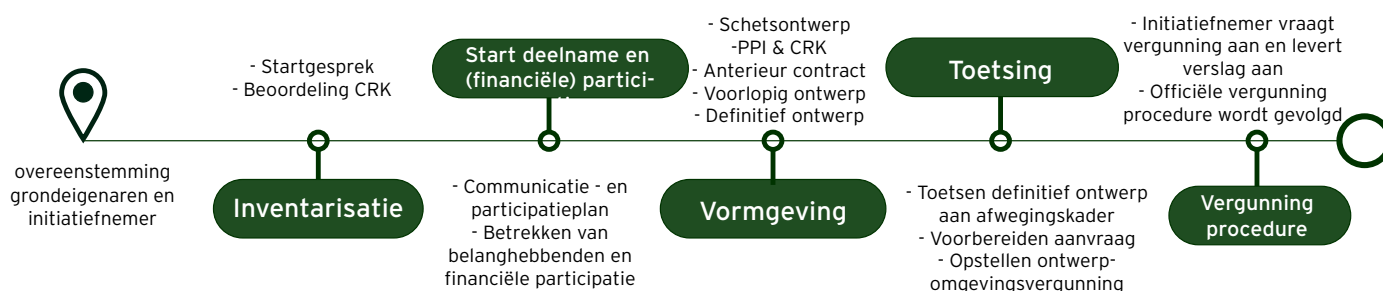 overeenstemming
grondeigenaren en
initiatiefnemer
- Startgesprek
- Beoordeling CRK
Inventarisatie
Start deelname en
(financiële) partici-
- Communicatie - en
participatieplan
- Betrekken van
belanghebbenden en
financiële participatie
- Schetsontwerp
-PPI & CRK
- Anterieur contract
- Voorlopig ontwerp
- Definitief ontwerp
Vormgeving
Toetsing
- Toetsen definitief ontwerp
aan afwegingskader
- Voorbereiden aanvraag
- Opstellen ontwerp-
omgevingsvergunning
- Initiatiefnemer vraagt
vergunning aan en levert
verslag aan
- Officiële vergunning
procedure wordt gevolgd
Vergunning
procedure